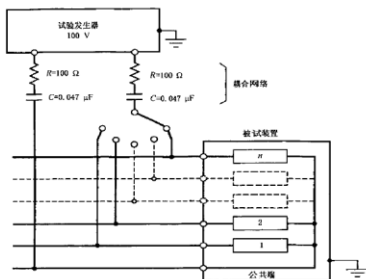 试验发生器
100 V
R=100 Ω
R=100 Ω
C=0.047 μF
C=0.047 μF
耦合网络
被试装置
n
2
1
公共端